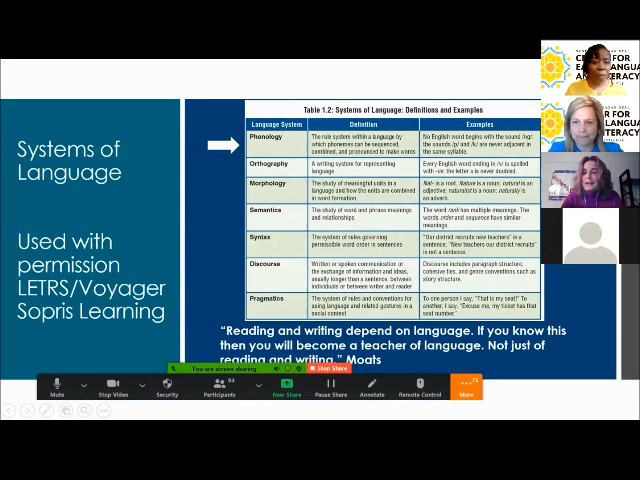 Systems of
Language
Used with
permission
LETRS/Voyager
Sopris Learning
Table 1.2: Systems of Language: Definitions and Examples
Language System Definition Examples
Phonology The rule system within a language by No English word begins with the sound /ng/;
which phonemes can be sequenced, the sounds /p/ and /k/ are never adjacent in
combined, and pronounced to make words the same syllable.
Orthography A writing system for representing Every English word ending in /v/ is spelled
language with -ve; the letter x is never doubled.
Morphology The study of meaningful units in a Nat- is a root. Nature is a noun; natural is an
language and how the units are combined adjective; naturalist is a noun; naturally is
in word formation an adverb.
Semantics The study of word and phrase meanings The word rank has multiple meanings. The
and relationships words order and sequence have similar
meanings.
Syntax The system of rules governing "Our district recruits new teachers" is a
permissible word order in sentences sentence; "New teachers our district recruits"
is not a sentence.
Discourse Written or spoken communication or Discourse includes paragraph structure,
the exchange of information and ideas, cohesive ties, and genre conventions such as
usually longer than a sentence, between story structure.
individuals or between writer and reader
Pragmatics The system of rules and conventions for To one person I say, "That is my seat!" To
using language and related gestures in a another, I say, "Excuse me, my ticket has that
social context seat number."
"Reading and writing depend on language. If you know this
then you will become a teacher of language. Not just of
reading and writing." Moats
You are screen sharing Stop Share
Mute Stop Video Security Participants 94 New Share Pause Share Annotate Remote Control More